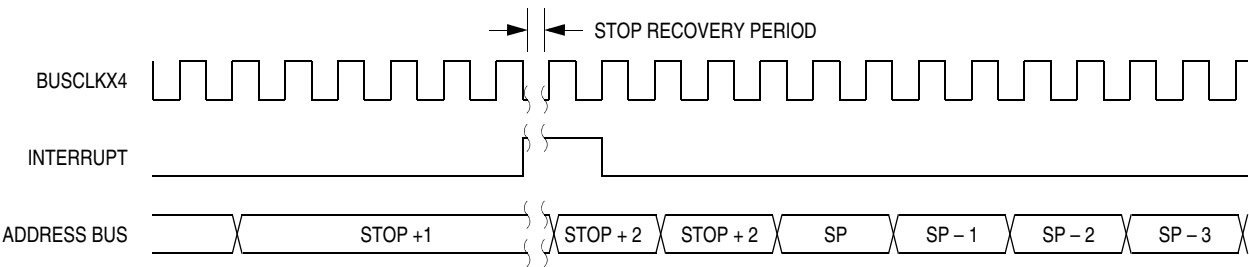 STOP RECOVERY PERIOD
BUSCLKX4
INTERRUPT
ADDRESS BUS STOP +1 STOP + 2 STOP + 2 SP SP – 1 SP – 2 SP – 3